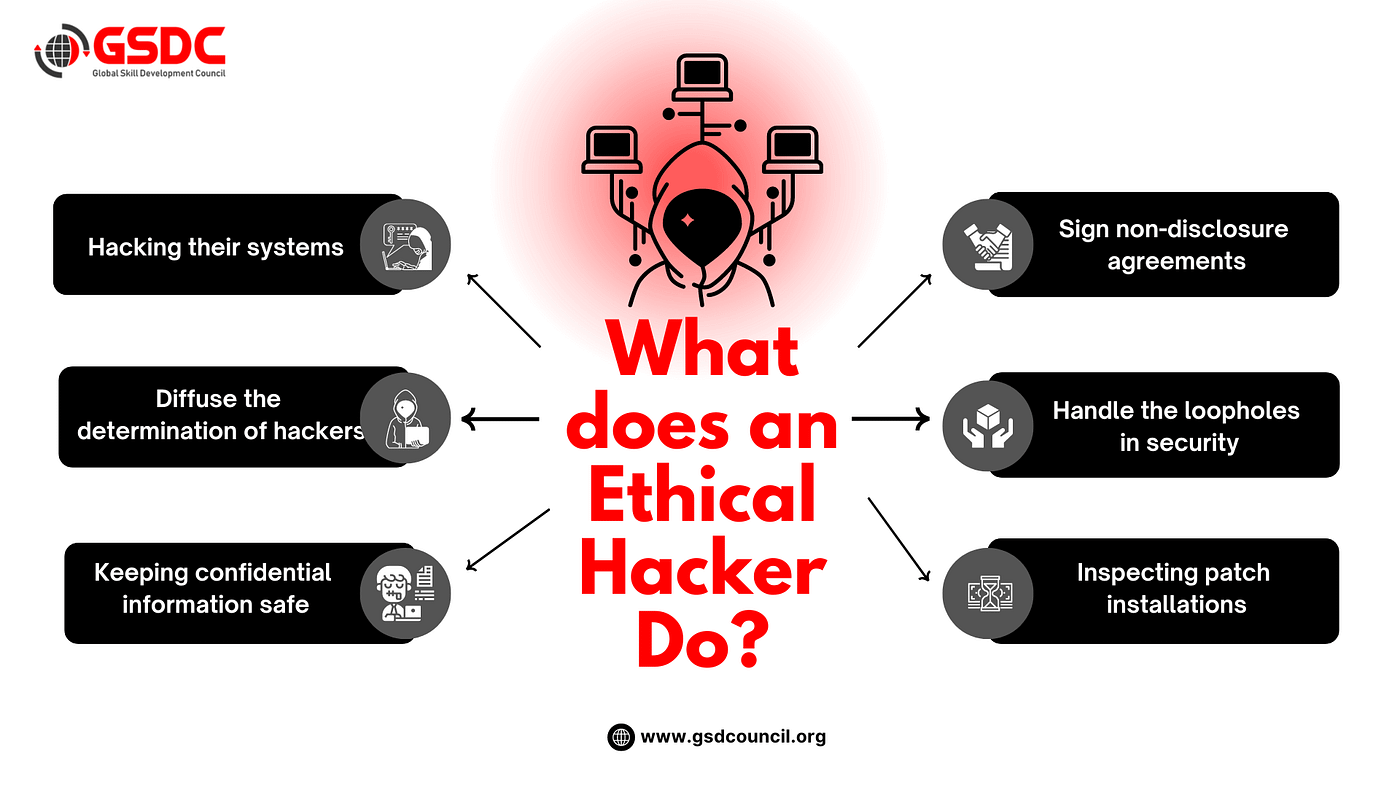 GSDC
Global Skill Development Council
Hacking their systems
Diffuse the
determination of hackers
Keeping confidential
information safe
What
does an
Ethical
Hacker
Do?
Sign non-disclosure
agreements
Handle the loopholes
in security
Inspecting patch
installations
www.gsdcouncil.org